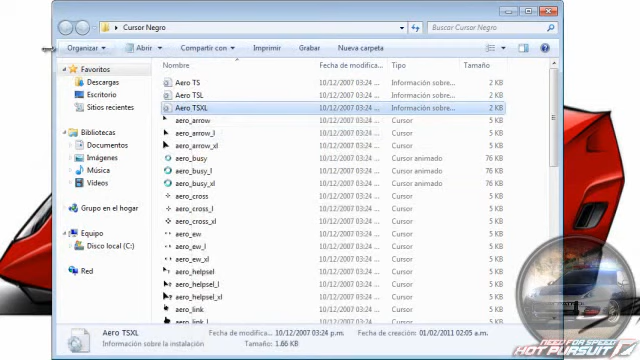 Cursor Negro
Buscar Cursor Negro
Organizar Abrir Compartir con Imprimir Grabar Nueva carpeta
Favoritos
Descargas
Escritorio
Sitios recientes
Bibliotecas
Documentos
Imágenes
Música
Vídeos
Grupo en el hogar
Equipo
Disco local (C:)
Red
Nombre Fecha de modifica... Tipo Tamaño
Aero TS 10/12/2007 03:24 ... Información sobre... 2 KB
Aero TSL 10/12/2007 03:24 ... Información sobre... 2 KB
Aero TSXL 10/12/2007 03:24 ... Información sobre... 2 KB
aero_arrow 10/12/2007 03:24 ... Cursor 5 KB
aero_arrow_l 10/12/2007 03:24 ... Cursor 5 KB
aero_arrow_xl 10/12/2007 03:24 ... Cursor 5 KB
aero_busy 10/12/2007 03:24 ... Cursor animado 76 KB
aero_busy_l 10/12/2007 03:24 ... Cursor animado 76 KB
aero_busy_xl 10/12/2007 03:24 ... Cursor animado 76 KB
aero_cross 10/12/2007 03:24 ... Cursor 5 KB
aero_cross_l 10/12/2007 03:24 ... Cursor 5 KB
aero_cross_xl 10/12/2007 03:24 ... Cursor 5 KB
aero_ew 10/12/2007 03:24 ... Cursor 5 KB
aero_ew_l 10/12/2007 03:24 ... Cursor 5 KB
aero_ew_xl 10/12/2007 03:24 ... Cursor 5 KB
aero_helpsel 10/12/2007 03:24 ... Cursor 5 KB
aero_helpsel_l 10/12/2007 03:24 ... Cursor 5 KB
aero_helpsel_xl 10/12/2007 03:24 ... Cursor 5 KB
aero_link 10/12/2007 03:24 ... Cursor 5 KB
aero_link_l 10/12/2007 03:24 ... Cursor 5 KB
Aero TSXL Fecha de modifica... 10/12/2007 03:24 p.m. Fecha de creación: 01/02/2011 02:05 a.m.
Información sobre la instalación Tamaño: 1.66 KB
NEED FOR SPEED
HOT PURSUIT